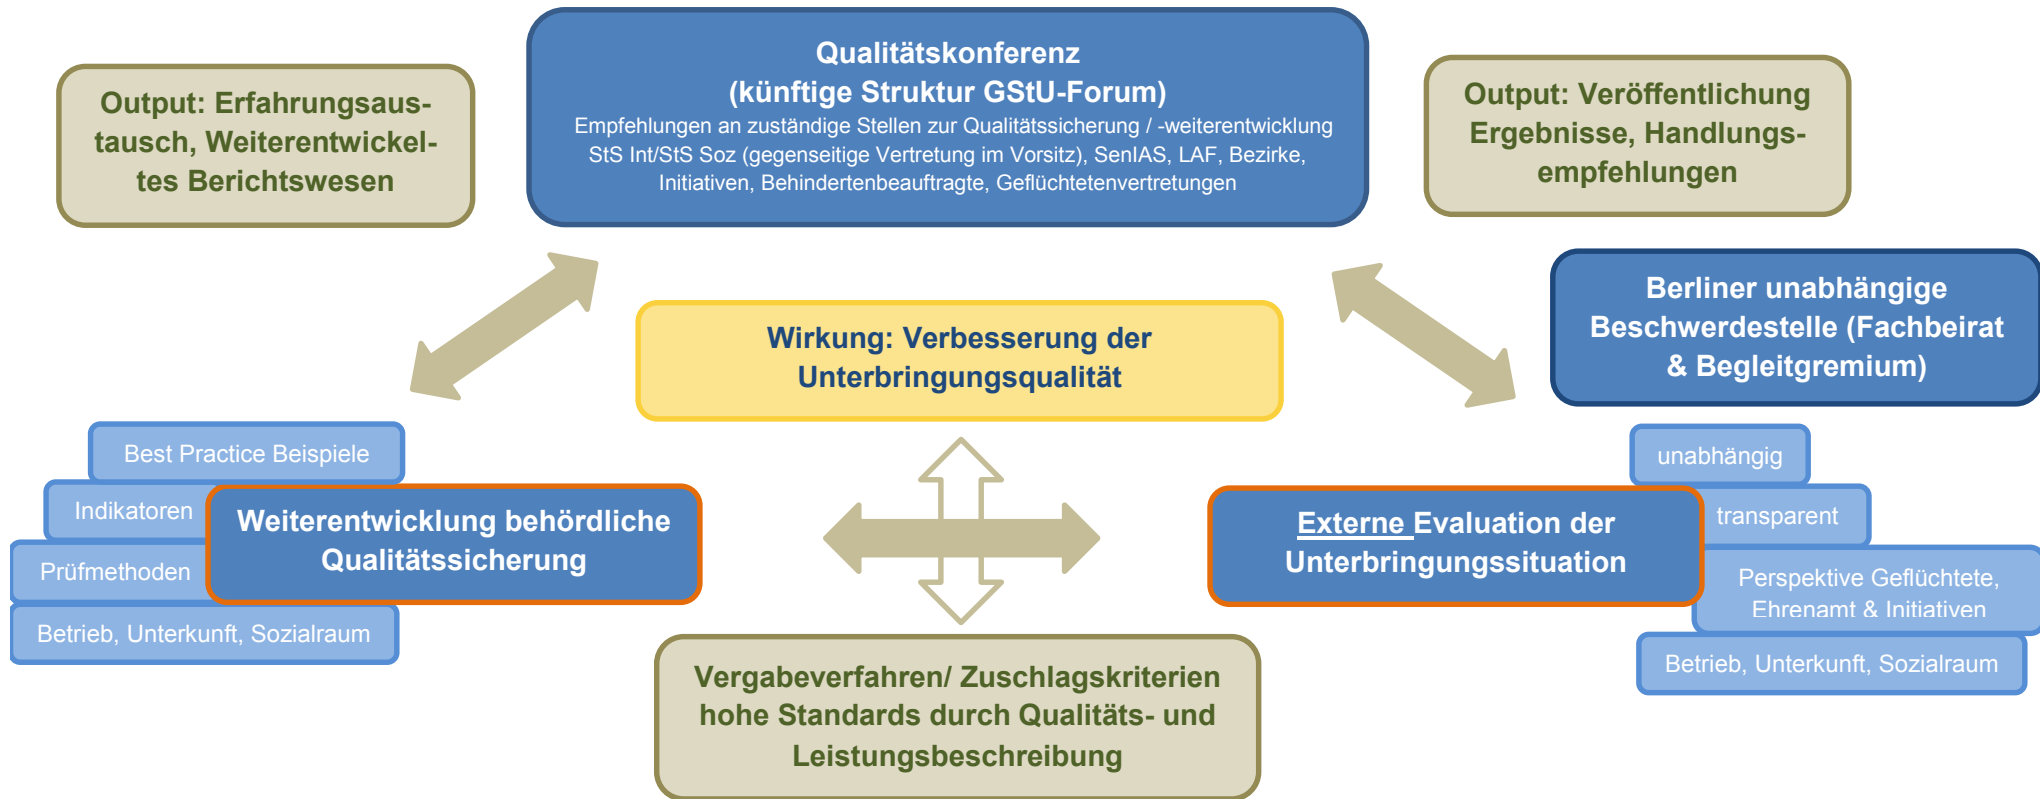 Qualitätskonferenz
(künftige Struktur GStU-Forum)
Empfehlungen an zuständige Stellen zur Qualitätssicherung / -weiterentwicklung
StS Int/StS Soz (gegenseitige Vertretung im Vorsitz), SenIAS, LAF, Bezirke,
Initiativen, Behindertenbeauftragte, Geflüchtetenvertretungen
Output: Erfahrungsaus-
tausch, Weiterentwickel-
tes Berichtswesen
Output: Veröffentlichung
Ergebnisse, Handlungs-
empfehlungen
Berliner unabhängige
Beschwerdestelle (Fachbeirat
& Begleitgremium)
Wirkung: Verbesserung der
Unterbringungsqualität
Best Practice Beispiele
Indikatoren
Prüfmethoden
Betrieb, Unterkunft, Sozialraum
Weiterentwicklung behördliche
Qualitätssicherung
Externe Evaluation der
Unterbringungssituation
unabhängig
transparent
Perspektive Geflüchtete,
Ehrenamt & Initiativen
Betrieb, Unterkunft, Sozialraum
Vergabeverfahren/ Zuschlagskriterien
hohe Standards durch Qualitäts- und
Leistungsbeschreibung